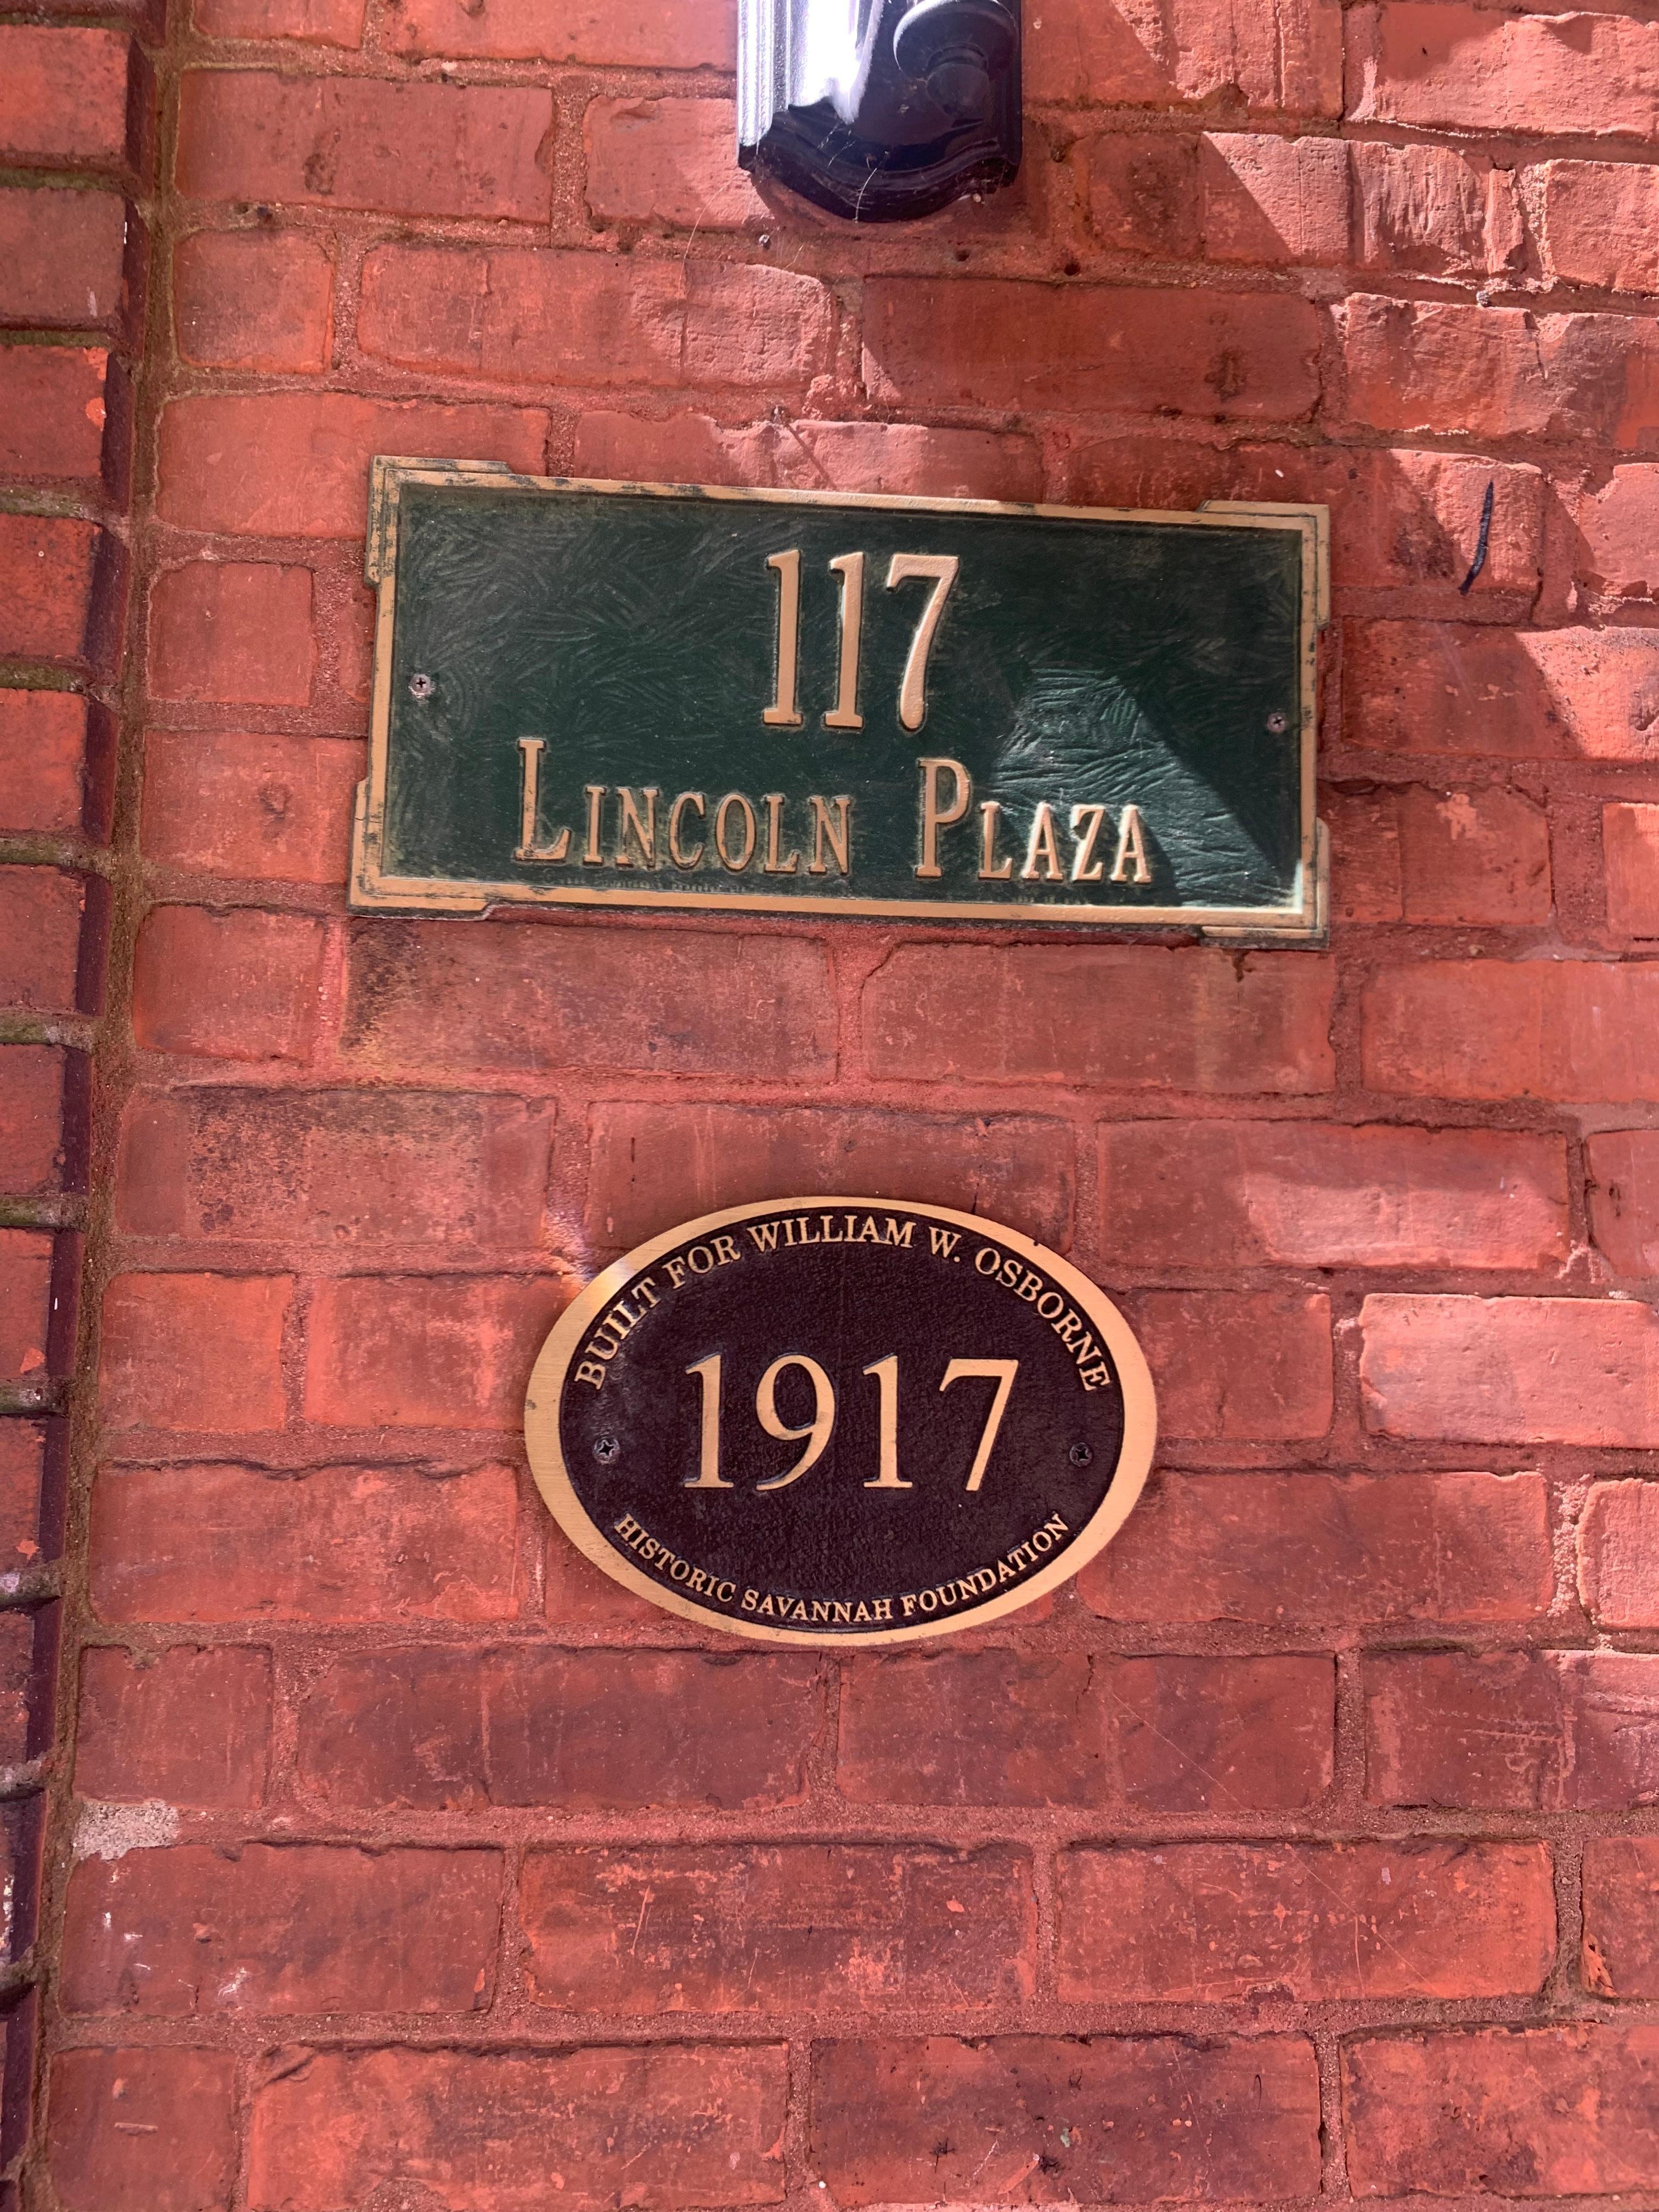 117
LINCOLN PLAZA
BUILT FOR WILLIAM W. OSBORNE
1917
HISTORIC SAVANNAH FOUNDATION